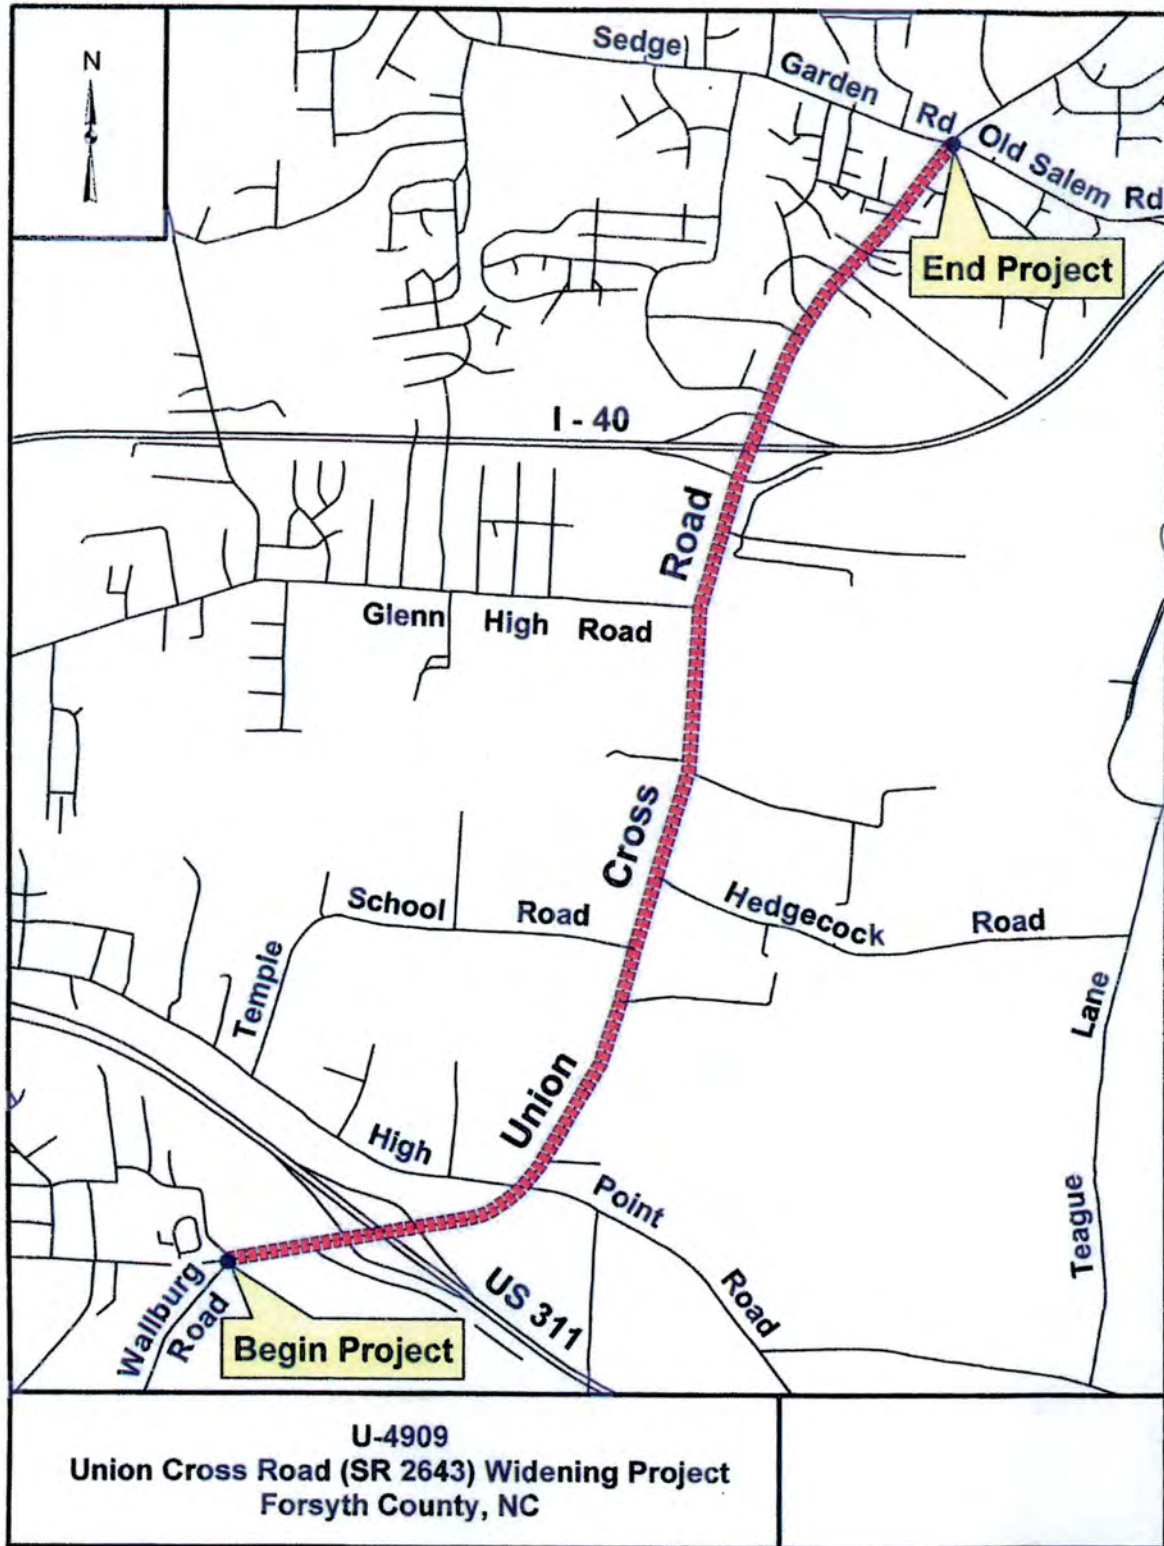 N
Sedge
Garden
Rd
Old Salem Rd
End Project
I - 40
Road
Glenn High Road
Cross
School Road
Hedgecock Road
Temple
Lane
Union
High
Point
Teague
Wallburg
Road
US 311
Road
Begin Project
U-4909
Union Cross Road (SR 2643) Widening Project
Forsyth County, NC